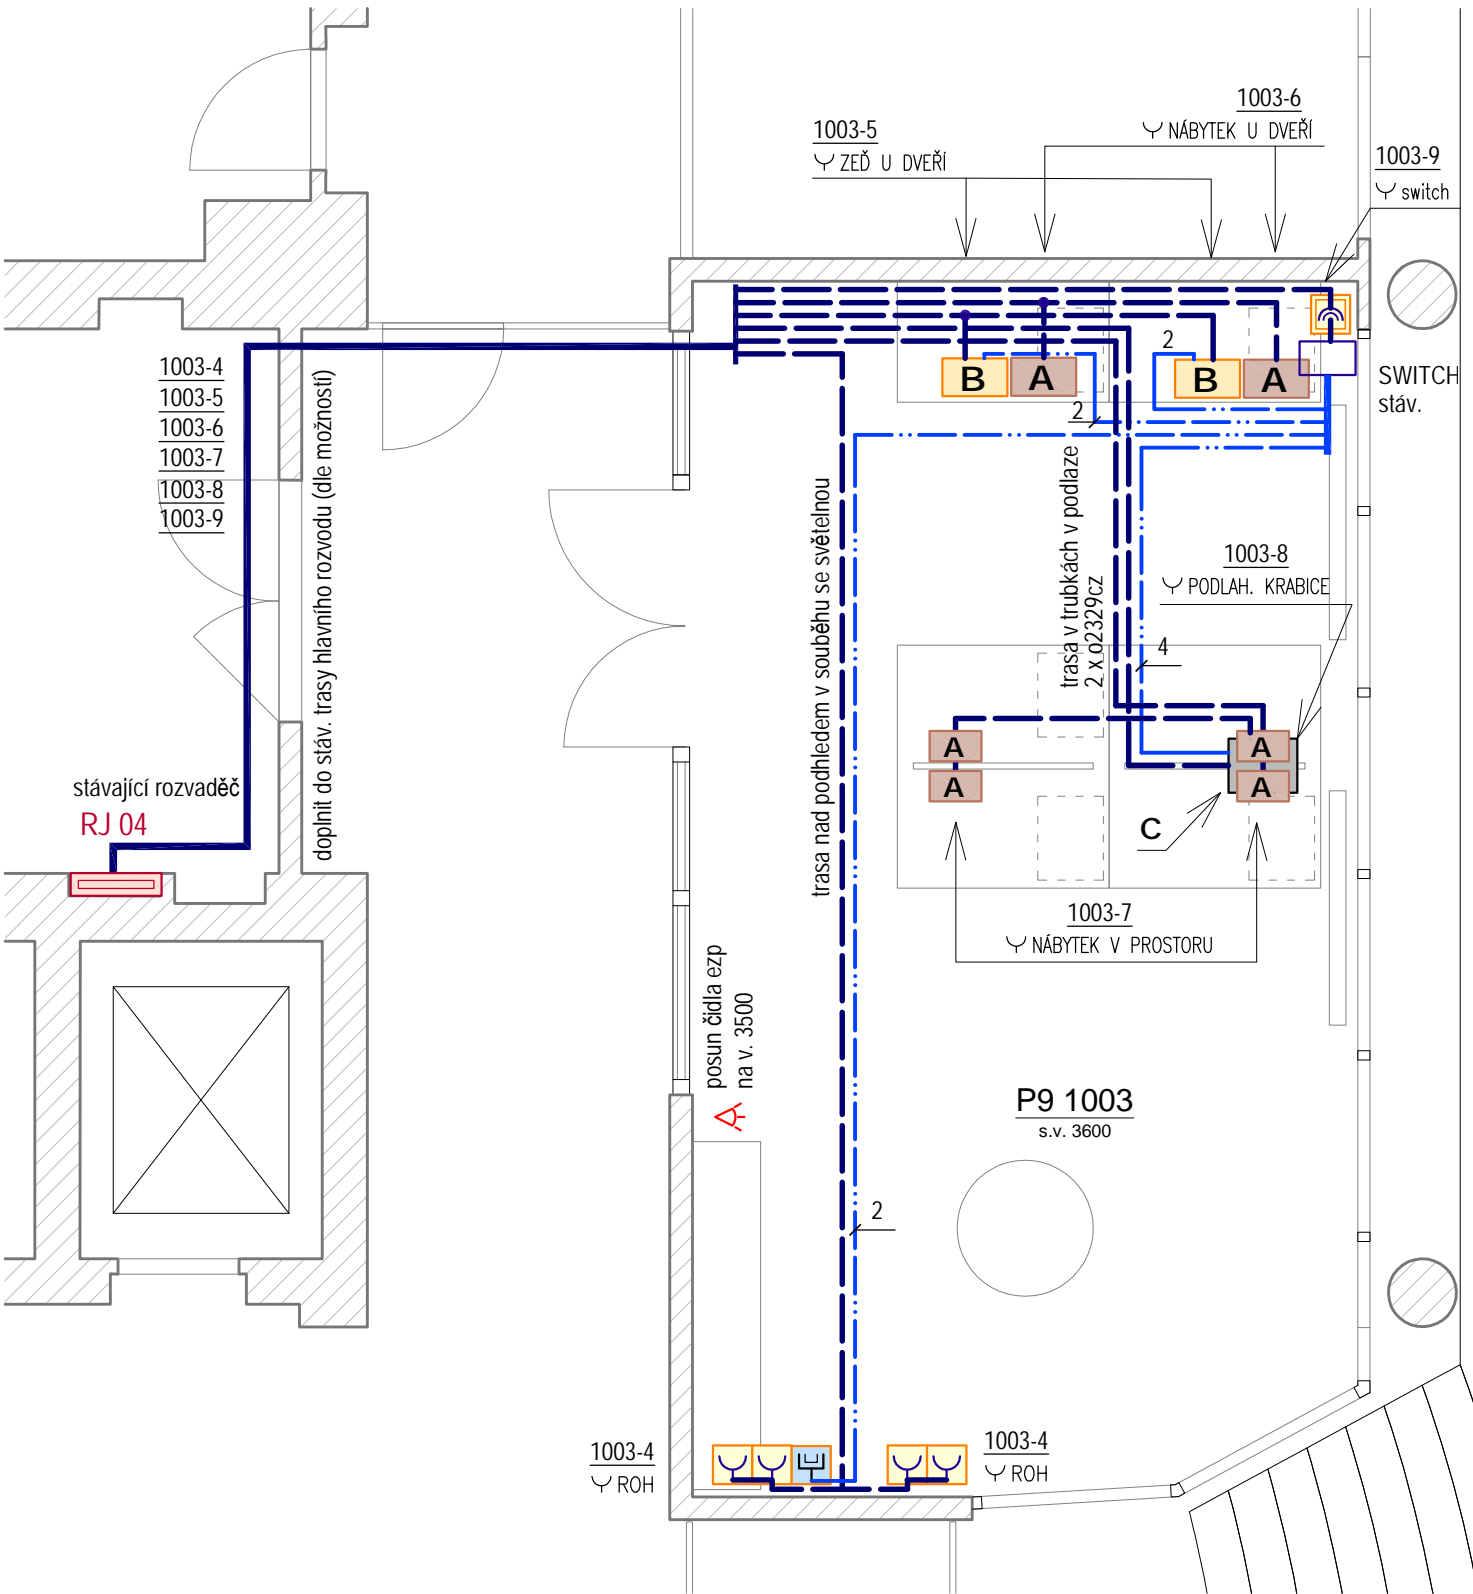 1003-6
NÁBYTEK U DVEŘÍ
1003-5
ZEĎ U DVEŘÍ
1003-9
switch
1003-4
1003-5
1003-6
1003-7
1003-8
1003-9
doplnit do stáv. trasy hlavního rozvodu (dle možností)
B
A
B
A
2
2
SWITCH
stáv.
trasa nad podhledem v souběhu se světelnou
trasa v trubkách v podlaze
2 x o2329cz
1003-8
PODLAH. KRABICE
4
A
A
A
A
C
stávající rozvaděč
RJ 04
1003-7
NÁBYTEK V PROSTORU
posun čidla ezp
na v. 3500
P9 1003
s.v. 3600
2
1003-4
ROH
1003-4
ROH